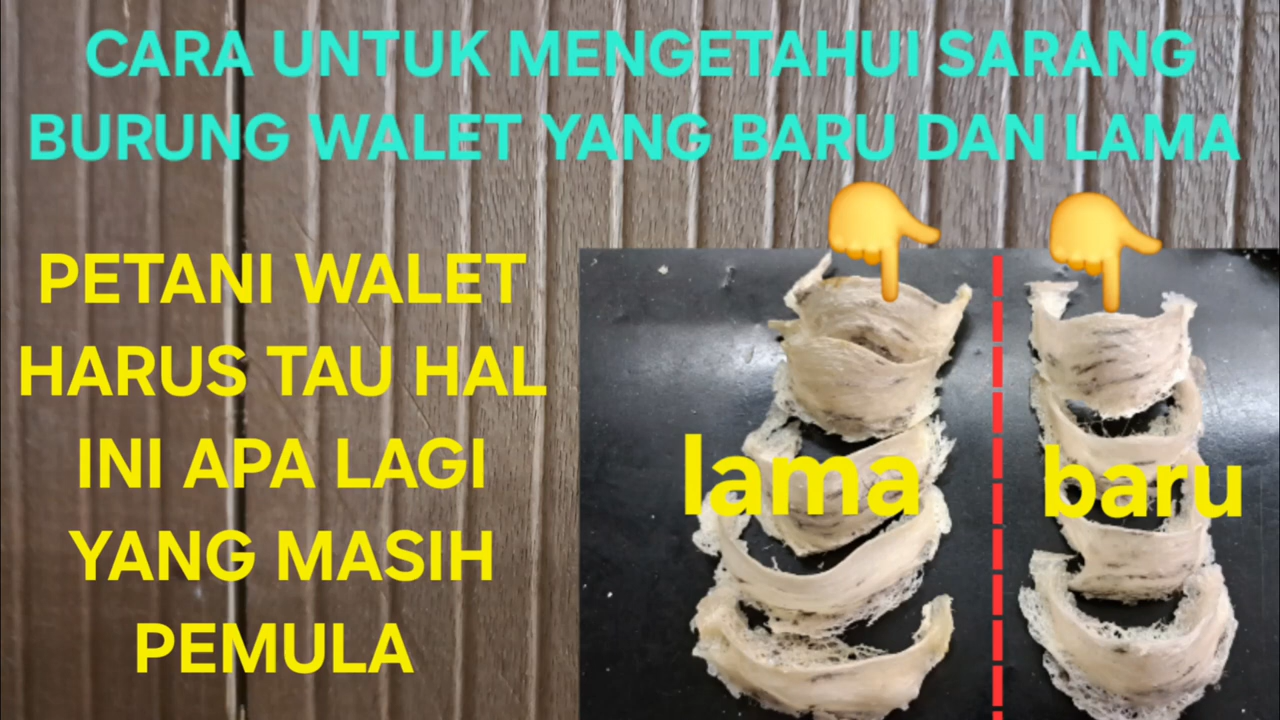 CARA UNTUK MENGETAHUI SARANG
BURUNG WALET YANG BARU DAN LAMA
PETANI WALET
HARUS TAU HAL
INI APA LAGI
YANG MASIH
PEMULA
lama
baru